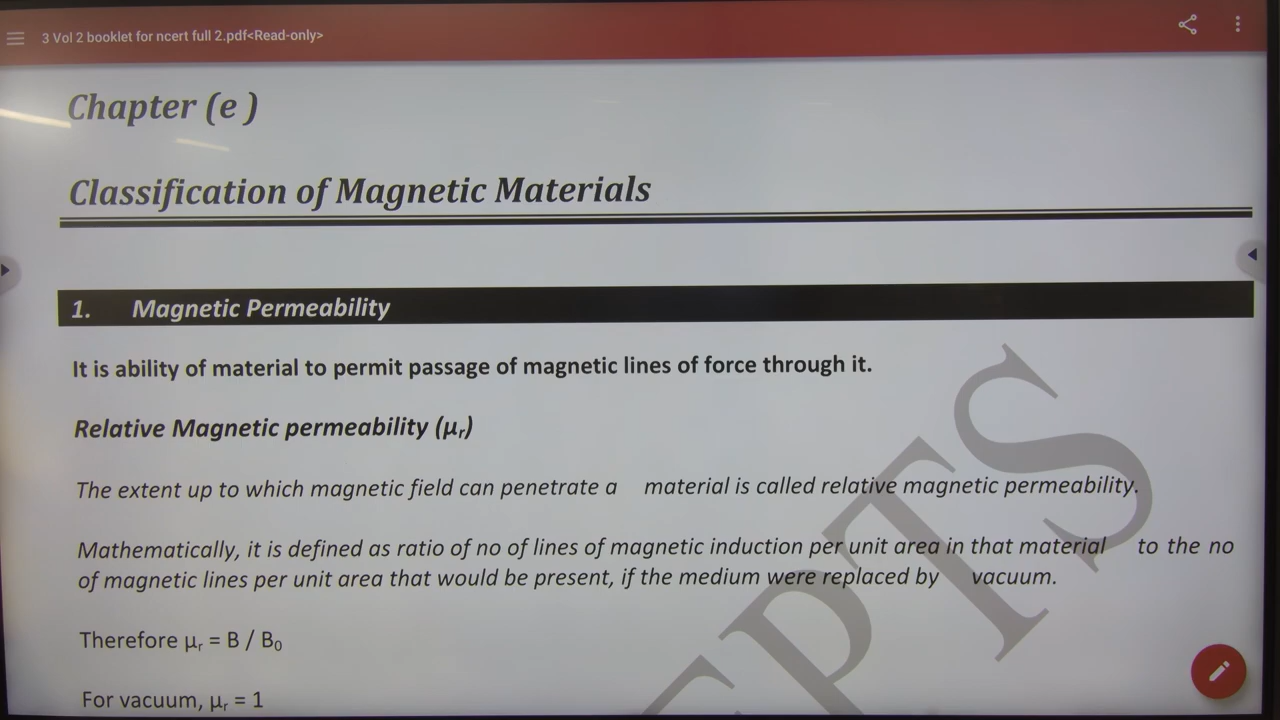 3 Vol 2 booklet for ncert full 2.pdf<Read-only>
Chapter (e )
Classification of Magnetic Materials
1. Magnetic Permeability
It is ability of material to permit passage of magnetic lines of force through it.
Relative Magnetic permeability (μr)
The extent up to which magnetic field can penetrate a material is called relative magnetic permeability.
Mathematically, it is defined as ratio of no of lines of magnetic induction per unit area in that material to the no
of magnetic lines per unit area that would be present, if the medium were replaced by vacuum.
Therefore μr = B / B0
For vacuum, μr = 1
EPTS